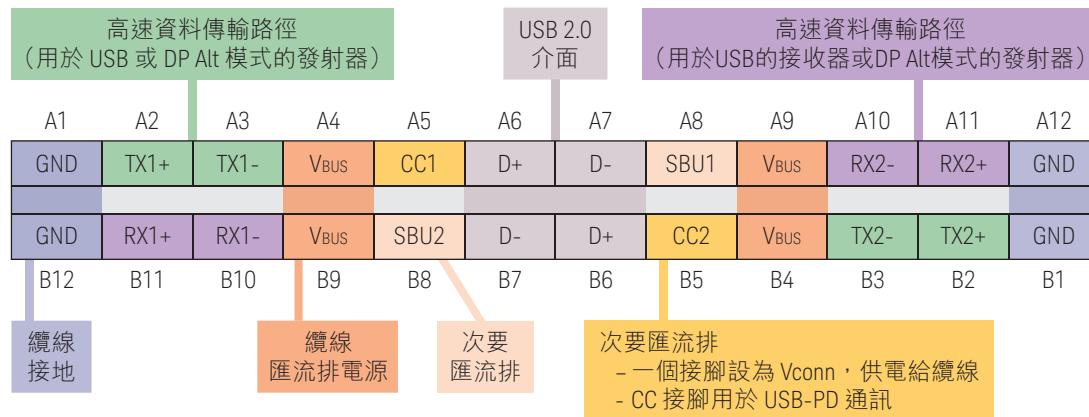 高速資料傳輸路徑
（用於 USB 或 DP Alt 模式的發射器）
USB 2.0
介面
高速資料傳輸路徑
（用於USB的接收器或DP Alt模式的發射器）
A1 A2 A3 A4 A5 A6 A7 A8 A9 A10 A11 A12
GND TX1+ TX1- VBUS CC1 D+ D- SBU1 VBUS RX2- RX2+ GND
GND RX1+ RX1- VBUS SBU2 D- D+ CC2 VBUS TX2- TX2+ GND
B12 B11 B10 B9 B8 B7 B6 B5 B4 B3 B2 B1
纜線
接地
纜線
匯流排電源
次要
匯流排
次要匯流排
– 一個接腳設為 Vconn，供電給纜線
- CC 接腳用於 USB-PD 通訊